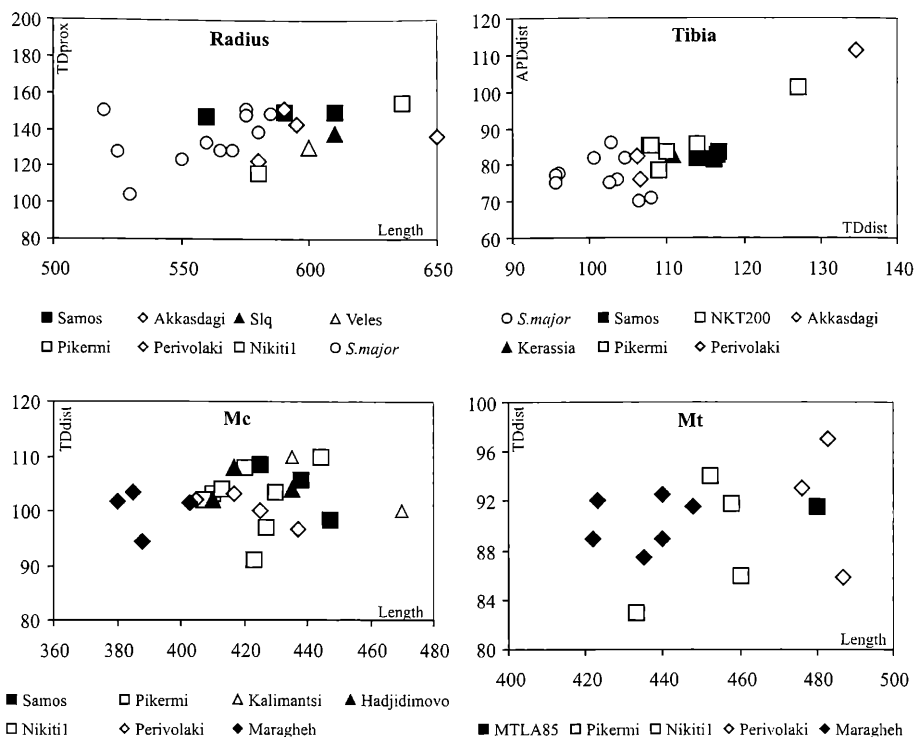 Radius
TDprox
200
180
160
140
120
100
80
500 550 600 650
Length
■ Samos ◇ Akkasdagi ▲ Slq △ Veles
□ Pikermi ◇ Perivolaki □ Nikiti1 ○ S.major
Tibia
APDdist
120
110
100
90
80
70
60
90 100 110 120 130 140
TDdist
○ S.major ■ Samos □ NKT200 ◇ Akkasdagi
▲ Kerassia □ Pikermi ◇ Perivolaki
Mc
TDdist
120
110
100
90
80
360 380 400 420 440 460 480
Length
■ Samos □ Pikermi △ Kalimantsi ▲ Hadjidimovo
□ Nikiti1 ◇ Perivolaki ◆ Maragheh
Mt
TDdist
100
96
92
88
84
80
400 420 440 460 480 500
Length
■ MTLA85 □ Pikermi □ Nikiti1 ◇ Perivolaki ◆ Maragheh